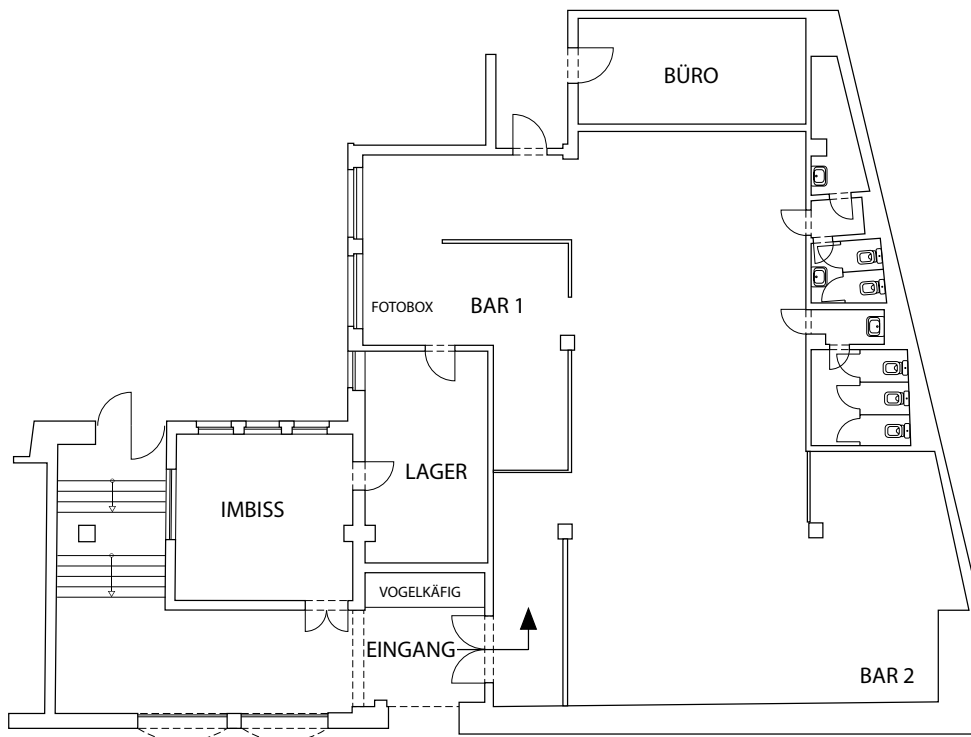 BÜRO
FOTOBOX
BAR 1
LAGER
IMBISS
VOGELKÄFIG
EINGANG
BAR 2